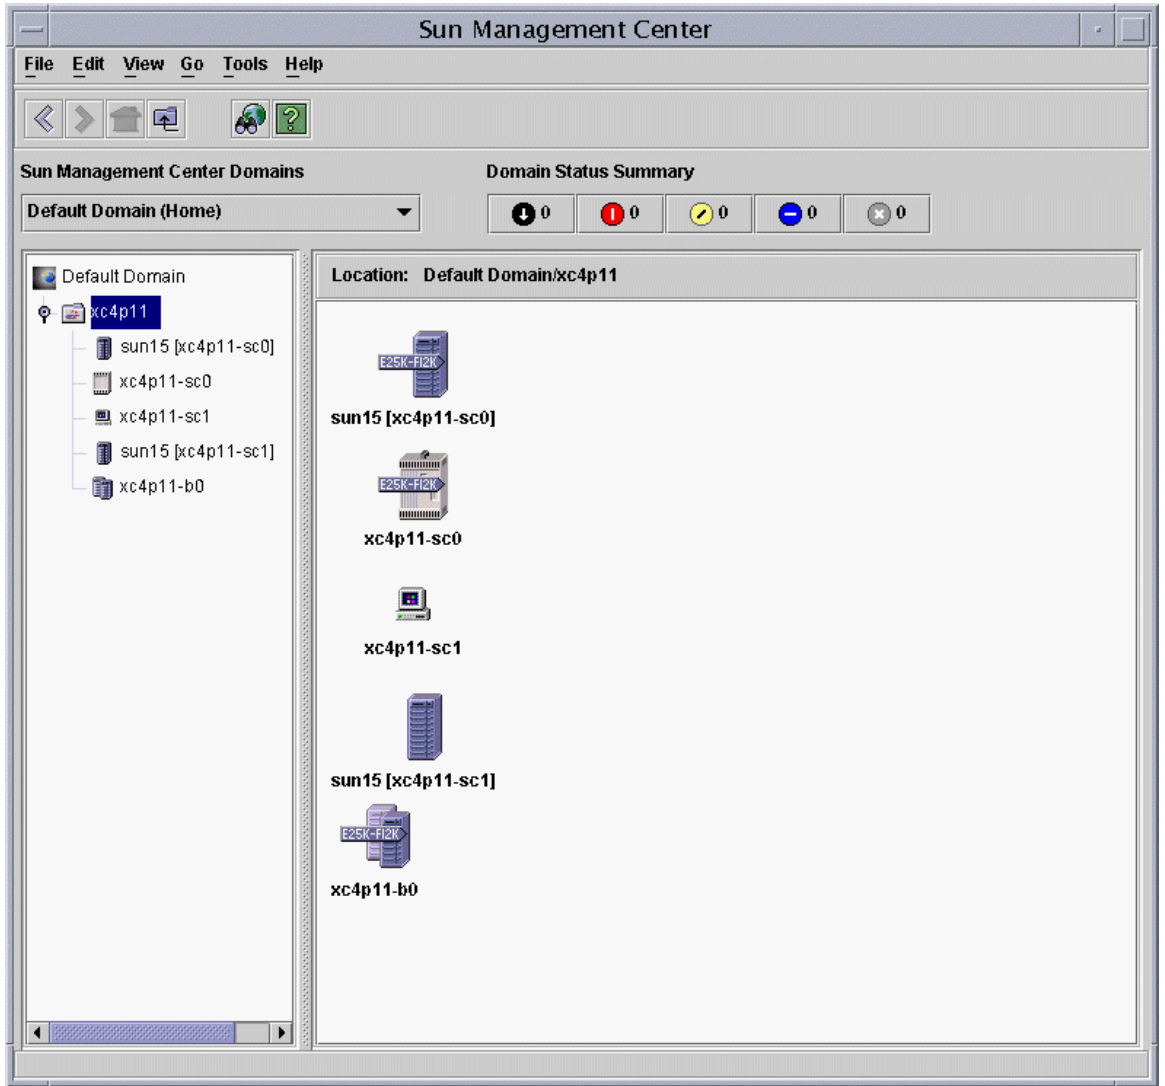 Sun Management Center
File Edit View Go Tools Help
Sun Management Center Domains
Domain Status Summary
Default Domain (Home)
0 0 0 0 0
Default Domain
xc4p11
sun15 [xc4p11-sc0]
xc4p11-sc0
xc4p11-sc1
sun15 [xc4p11-sc1]
xc4p11-b0
Location: Default Domain/xc4p11
E25K-F12K
sun15 [xc4p11-sc0]
E25K-F12K
xc4p11-sc0
xc4p11-sc1
sun15 [xc4p11-sc1]
E25K-F12K
xc4p11-b0